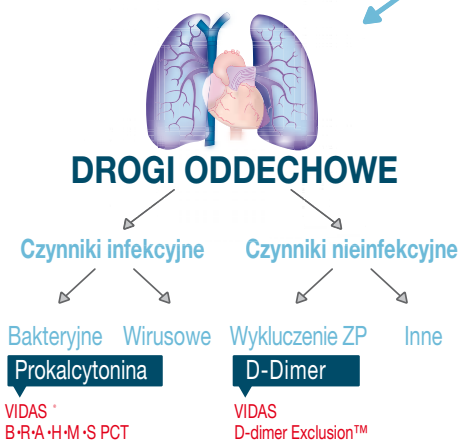 DROGI ODDECHOWE
Czynniki infekcyjne
Czynniki nieinfekcyjne
Bakteryjne
Wirusowe
Wykluczenie ZP
Inne
Prokalcytonina
D-Dimer
VIDAS®
B•R•A•H•M•S PCT
VIDAS
D-dimer Exclusion™